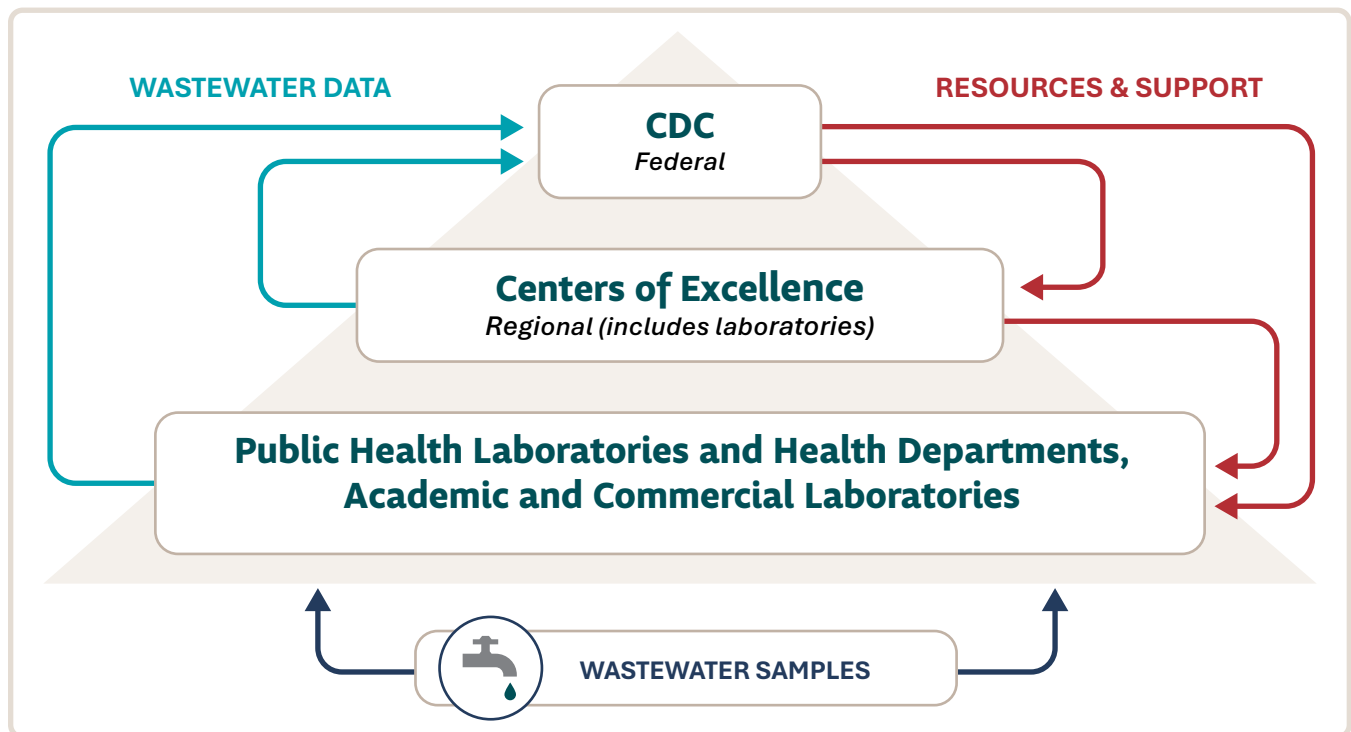 WASTEWATER DATA
RESOURCES & SUPPORT
CDC
Federal
Centers of Excellence
Regional (includes laboratories)
Public Health Laboratories and Health Departments,
Academic and Commercial Laboratories
WASTEWATER SAMPLES